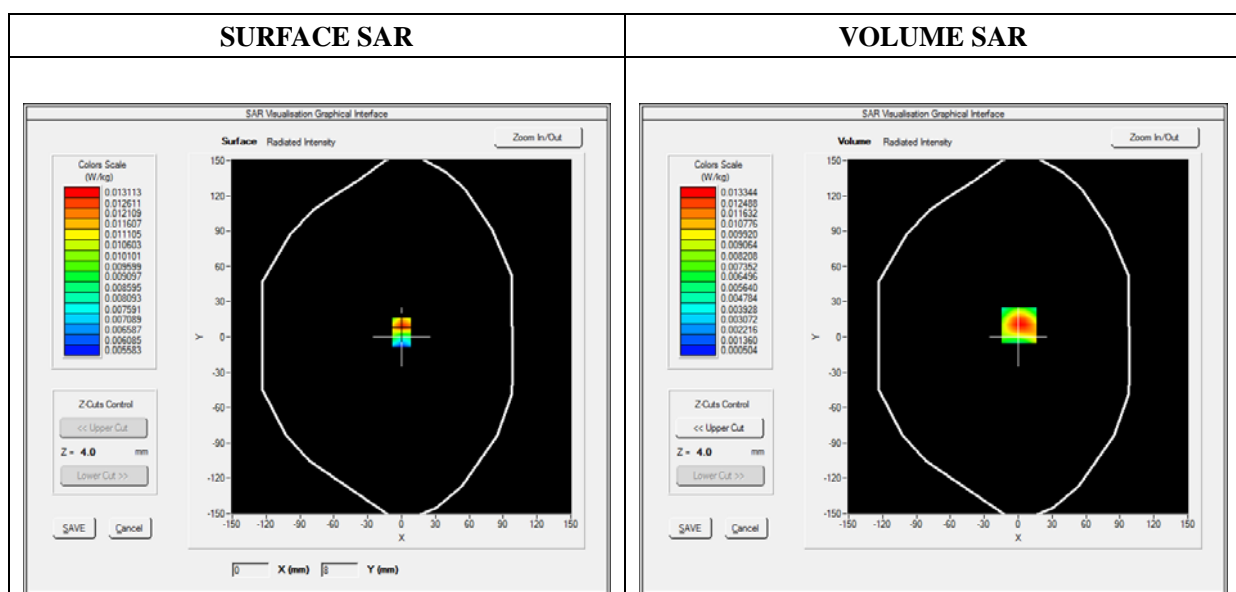 SURFACE SAR
VOLUME SAR
SAR Visualisation Graphical Interface
Surface Radiated Intensity
Zoom In/Out
Colors Scale
(W/kg)
0.013113
0.012611
0.012109
0.011607
0.011105
0.010603
0.010101
0.009599
0.009097
0.008595
0.008093
0.007591
0.007089
0.006587
0.006085
0.005583
Z-Cuts Control
<< Upper Cut
Z = 4.0 mm
Lower Cut >>
SAVE Cancel
150
120
90
60
30
0
-30
-60
-90
-120
-150
Y
-150 -120 -90 -60 -30 0 30 60 90 120 150
X
0 X (mm) 8 Y (mm)
SAR Visualisation Graphical Interface
Volume Radiated Intensity
Zoom In/Out
Colors Scale
(W/kg)
0.013344
0.012488
0.011632
0.010776
0.009920
0.009064
0.008208
0.007352
0.006496
0.005640
0.004784
0.003928
0.003072
0.002216
0.001360
0.000504
Z-Cuts Control
<< Upper Cut
Z = 4.0 mm
Lower Cut >>
SAVE Cancel
150
120
90
60
30
0
-30
-60
-90
-120
-150
Y
-150 -120 -90 -60 -30 0 30 60 90 120 150
X